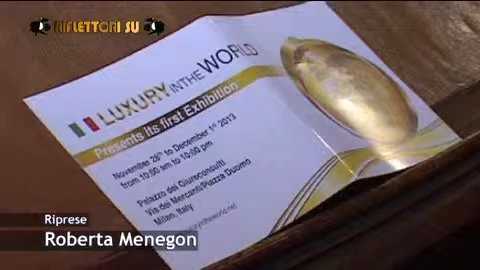 RIFLETTORI SU
LUXURY IN THE WORLD
Presents its first Exhibition
November 28th to December 1st 2013
from 10:00 am to 10:00 pm
Palazzo dei Giureconsulti
Via dei Mercanti/Piazza Duomo
Milan, Italy
Riprese
Roberta Menegon